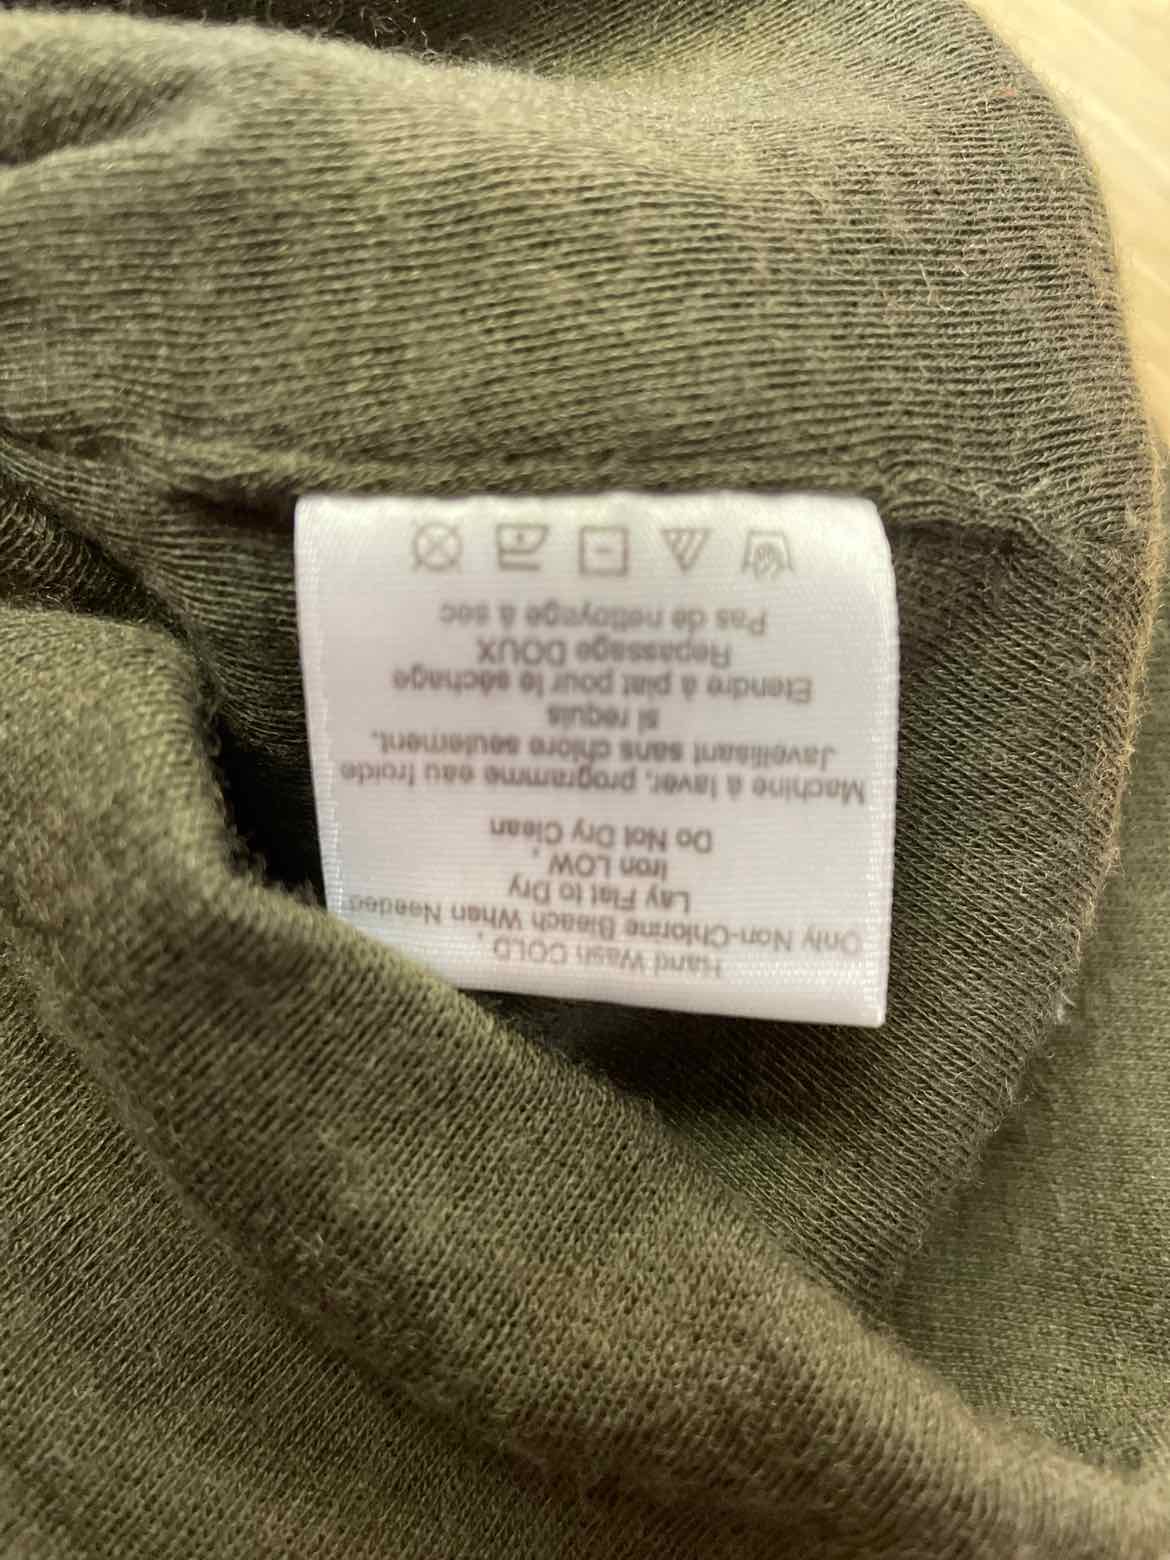 Hand Wash COLD,
Only Non-Chlorine Bleach When Needed
Lay Flat to Dry
Iron LOW,
Do Not Dry Clean
Machine à laver, programme eau froide
Javellisant sans chlore seulement,
si requis
Etendre à plat pour le séchage
Repassage DOUX
Pas de nettoyage à sec